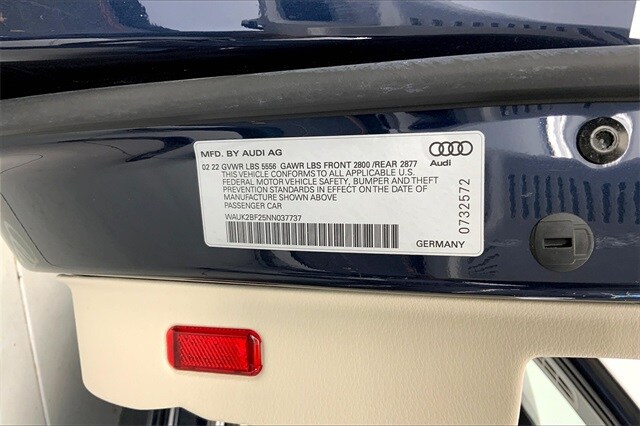 MFD. BY AUDI AG
02 22 GVWR LBS 5556 GAWR LBS FRONT 2800 /REAR 2877
THIS CAR CONFORMS TO ALL APPLICABLE U.S.
FEDERAL MOTOR VEHICLE SAFETY, BUMPER AND THEFT
PREVENTION STANDARDS IN EFFECT ON THE DATE OF
MANUFACTURE SHOWN ABOVE
PASSENGER CAR
WAUK2BF25NN037737
GERMANY
Audi
0732572